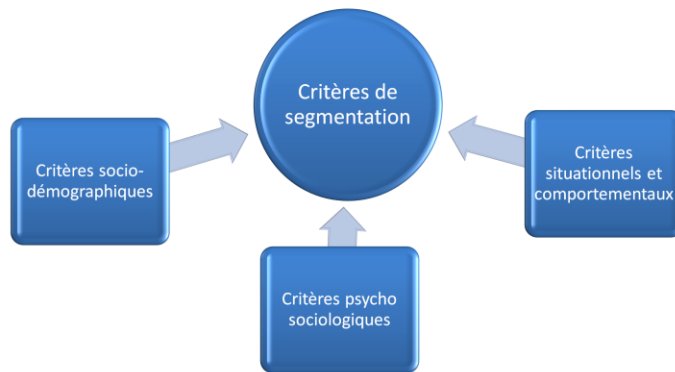 Critères de
segmentation
Critères socio-
démographiques
Critères psycho
sociologiques
Critères
situationnels et
comportementaux